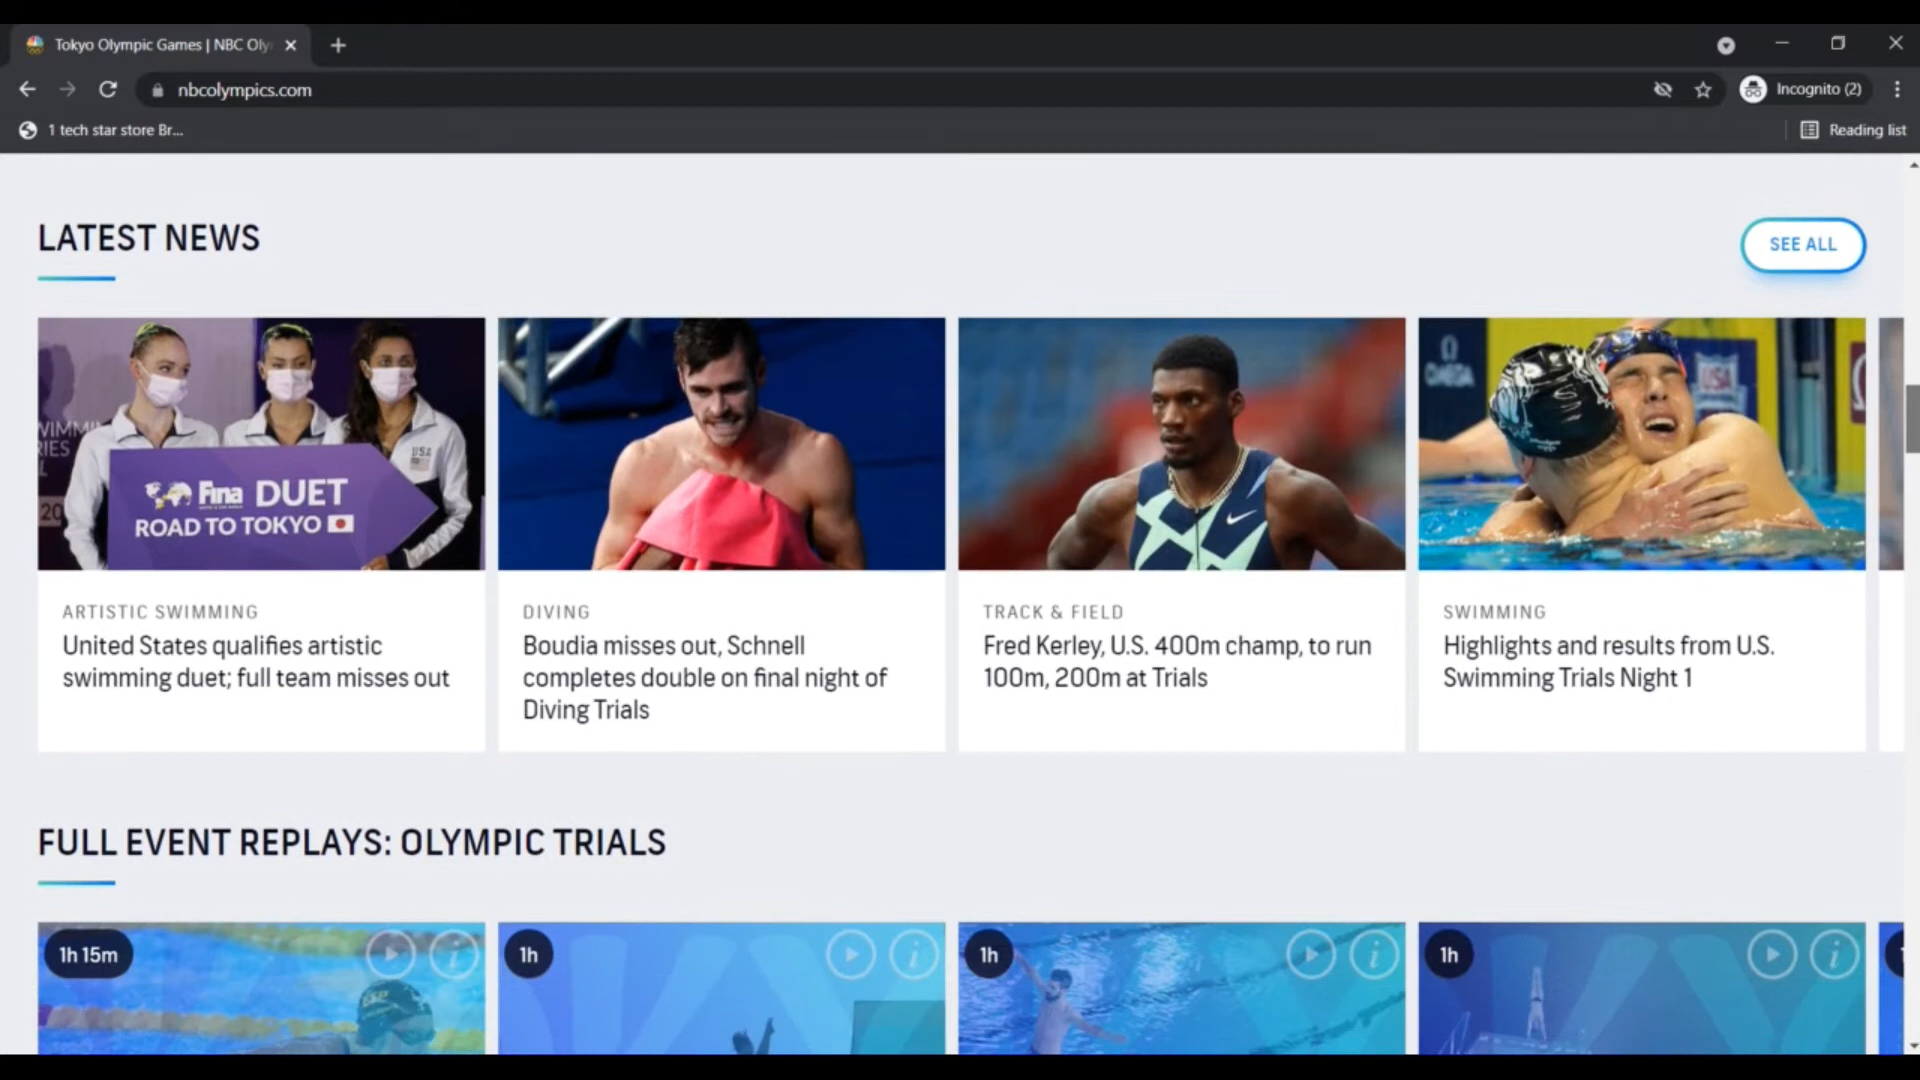 Tokyo Olympic Games | NBC Oly
nbcolympics.com
Incognito (2)
1 tech star store Br...
Reading list
LATEST NEWS
SEE ALL
USA
20
Fina DUET
ROAD TO TOKYO
OMEGA
USA
ARTISTIC SWIMMING
United States qualifies artistic
swimming duet; full team misses out
DIVING
Boudia misses out, Schnell
completes double on final night of
Diving Trials
TRACK & FIELD
Fred Kerley, U.S. 400m champ, to run
100m, 200m at Trials
SWIMMING
Highlights and results from U.S.
Swimming Trials Night 1
FULL EVENT REPLAYS: OLYMPIC TRIALS
1h 15m
1h
1h
1h